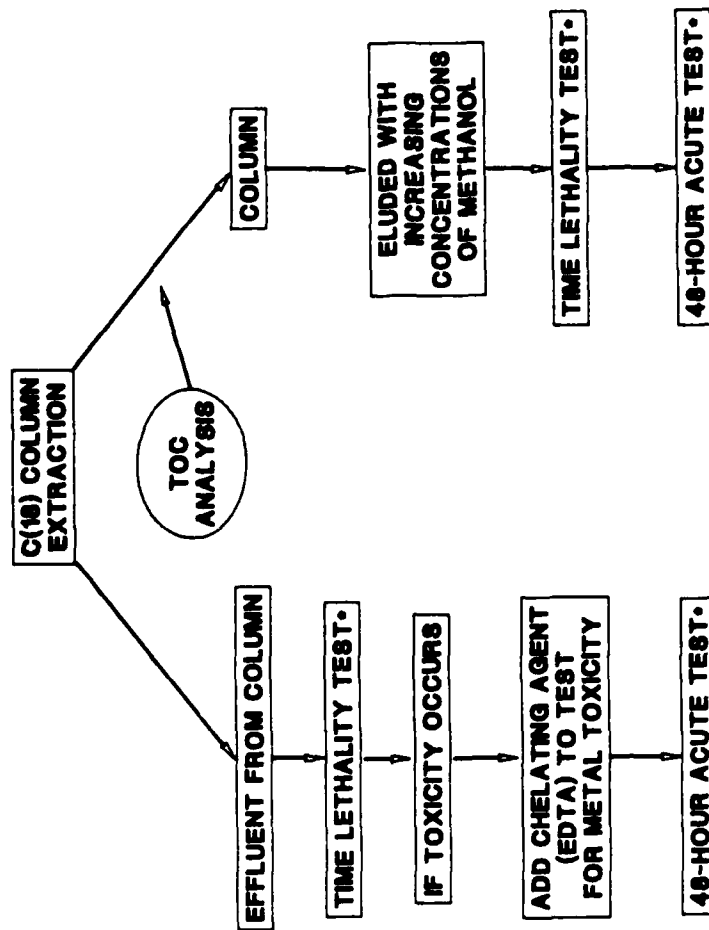 C(18) COLUMN
EXTRACTION
TOC
ANALYSIS
EFFLUENT FROM COLUMN
TIME LETHALITY TEST*
IF TOXICITY OCCURS
ADD CHELATING AGENT
(EDTA) TO TEST
FOR METAL TOXICITY
48-HOUR ACUTE TEST*
COLUMN
ELUDED WITH
INCREASING
CONCENTRATIONS
OF METHANOL
TIME LETHALITY TEST*
48-HOUR ACUTE TEST*